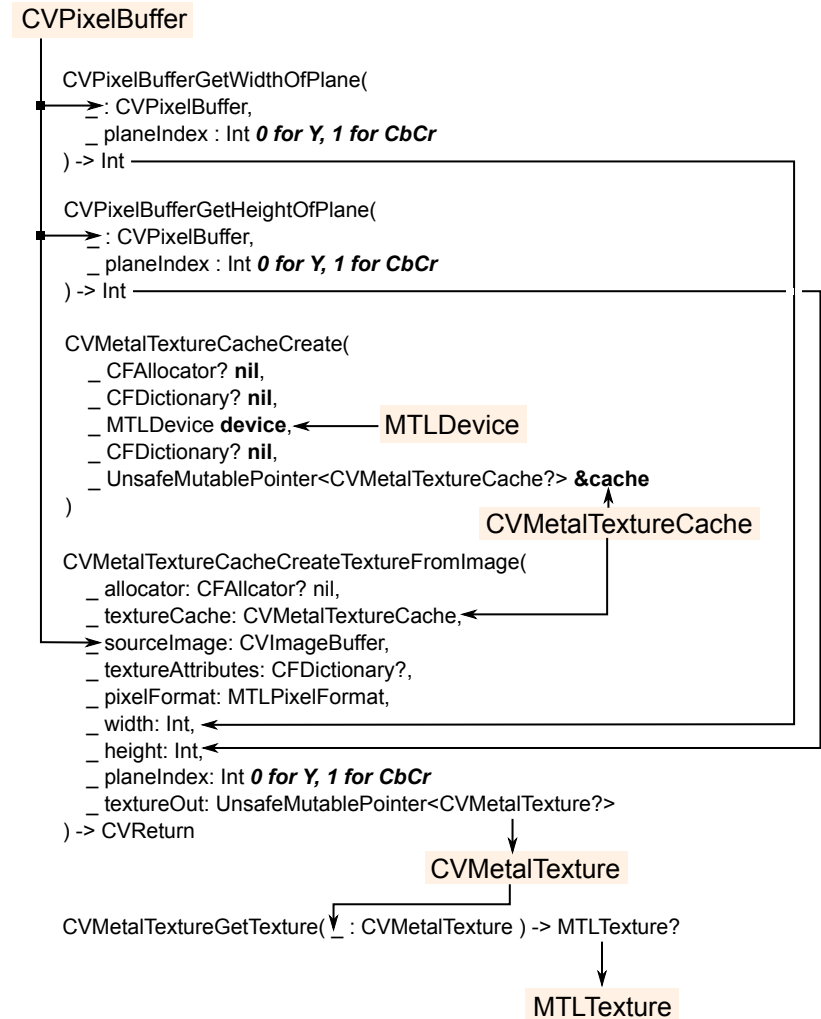 CVPixelBuffer
CVPixelBufferGetWidthOfPlane(
_ : CVPixelBuffer,
_ planeIndex : Int 0 for Y, 1 for CbCr
) -> Int
CVPixelBufferGetHeightOfPlane(
_ : CVPixelBuffer,
_ planeIndex : Int 0 for Y, 1 for CbCr
) -> Int
CVMetalTextureCacheCreate(
_ CFAllocator? nil,
_ CFDictionary? nil,
_ MTLDevice device, MTLDevice
_ CFDictionary? nil,
_ UnsafeMutablePointer<CVMetalTextureCache?> &cache
)
CVMetalTextureCache
CVMetalTextureCacheCreateTextureFromImage(
_ allocator: CFAllcator? nil,
_ textureCache: CVMetalTextureCache,
_ sourceImage: CVImageBuffer,
_ textureAttributes: CFDictionary?,
_ pixelFormat: MTLPixelFormat,
_ width: Int,
_ height: Int,
_ planeIndex: Int 0 for Y, 1 for CbCr
_ textureOut: UnsafeMutablePointer<CVMetalTexture?>
) -> CVReturn
CVMetalTexture
CVMetalTextureGetTexture( _ : CVMetalTexture ) -> MTLTexture?
MTLTexture